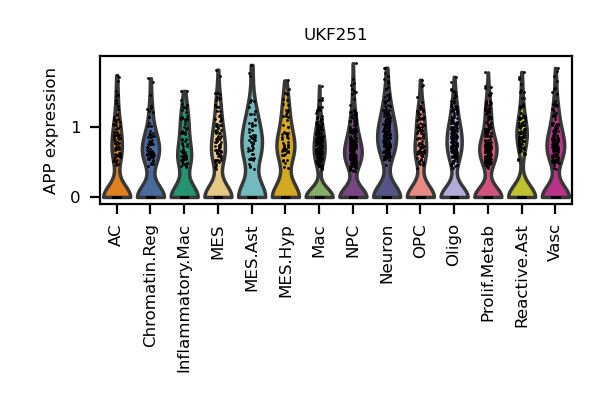 UKF251
APP expression
1
0
AC
Chromatin.Reg
Inflammatory.Mac
MES
MES.Ast
MES.Hyp
Mac
NPC
Neuron
OPC
Oligo
Prolif.Metab
Reactive.Ast
Vasc